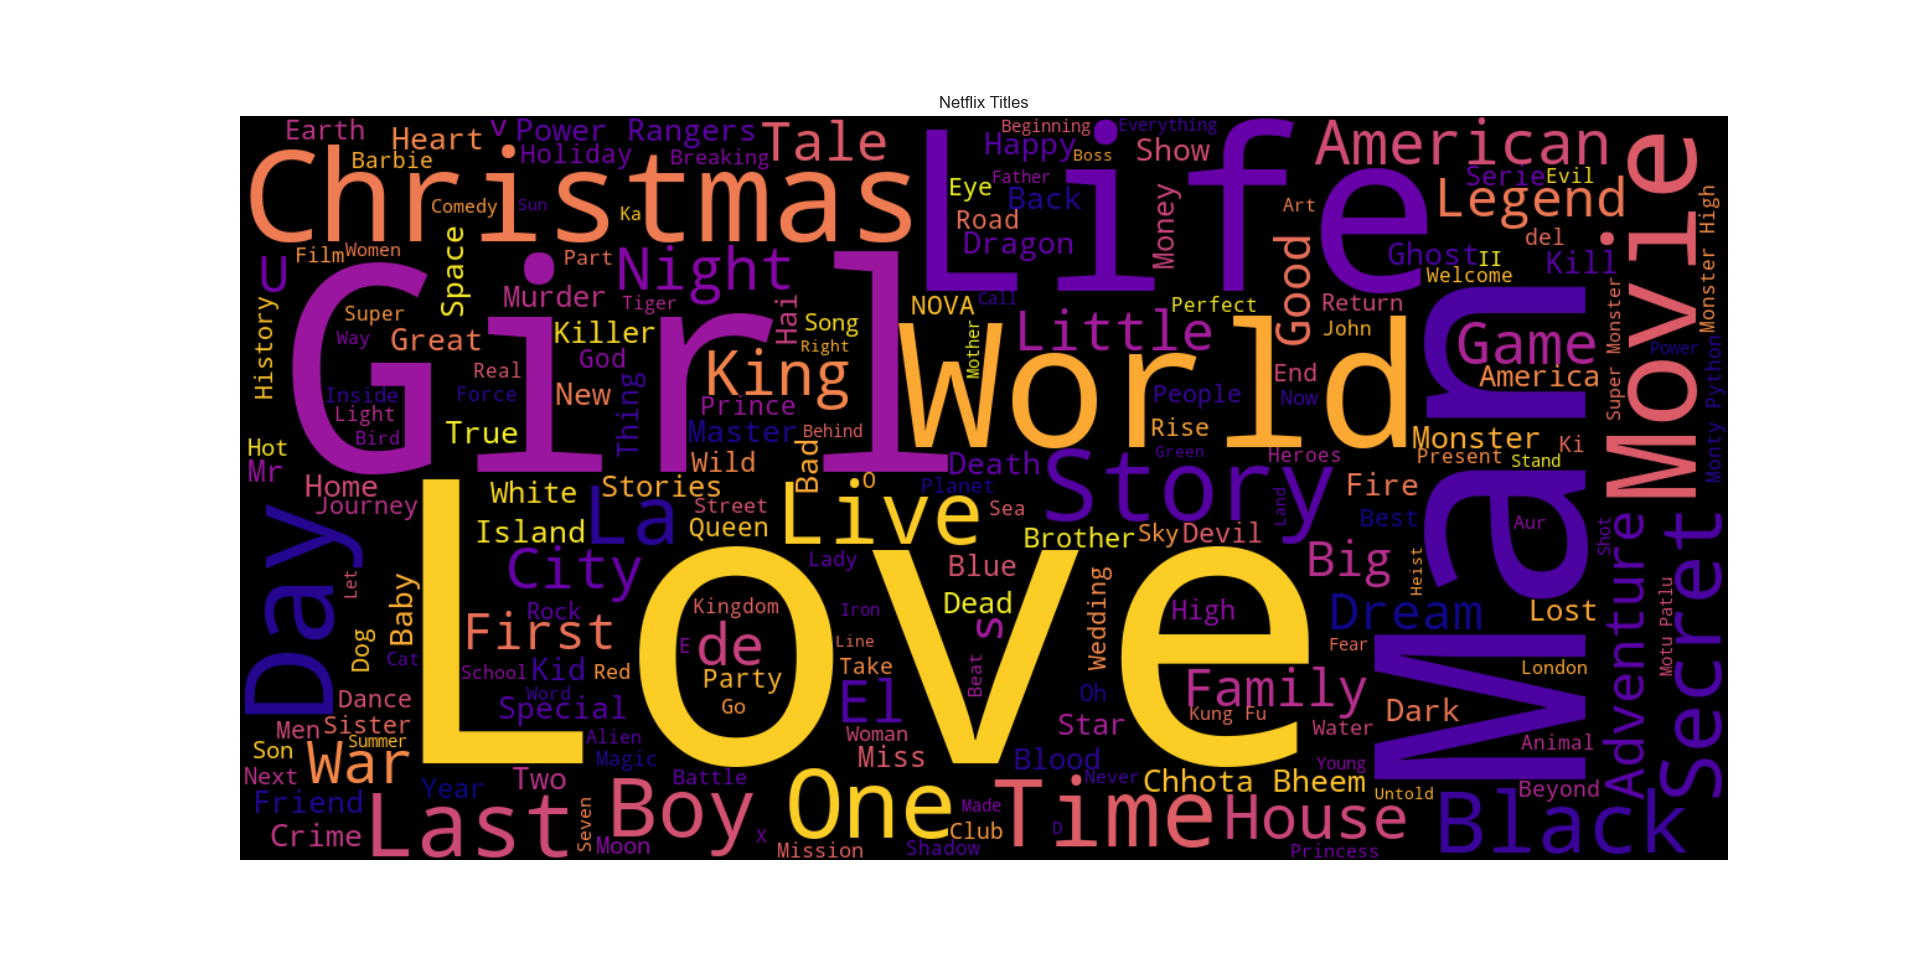 Netflix Titles
Earth
Heart
V
Power Rangers
Tale
Beginning
Everything
Life
American
Movie
Christmas
Barbie
Holiday
Breaking
Happy
Boss
Show
Serie
Evil
Legend
Monster High
Comedy
Sun
Ka
Eye
Father
Back
Road
Dragon
Money
Art
del
Film
Women
Space
Part
Night
Good
Ghost
II
Kill
Welcome
U
Girl
Murder
Tiger
Hai
NOVA
Call
Perfect
Return
Man
Super Monster
History
Super
Way
Great
Killer
God
Song
Right
King
World
Mother
Little
John
Game
America
Power
Monty Python
Real
Inside
Force
New
Thing
Prince
People
End
Now
Light
Bird
True
Master
Behind
Rise
Monster
Ki
Hot
Mr
Wild
Bad
Death
Green
Heroes
Present
Stand
Home
Journey
White
Stories
O
Planet
Story
Fire
Island
La
Street
Queen
Live
Sea
Land
Best
Aur
Shot
Day
Love
City
Lady
Brother
Sky
Devil
Big
Heist
Adventure
Secret
Let
Baby
Blue
Dead
Wedding
High
Dream
Lost
Motu Patlu
Dog
Cat
Rock
First
Kingdom
Iron
s
E
de
Line
Fear
School
Kid
Red
Party
Take
Beat
Oh
Family
London
Dance
Word
Special
Go
El
Kung Fu
Dark
Men
Sister
Summer
Alien
Woman
Star
Water
Animal
Son
War
Magic
Miss
Blood
Young
Next
Year
Two
Battle
Never
Chhota Bheem
Untold
Beyond
Friend
Last
Seven
Boy
One
Made
Time
House
Black
Crime
Moon
X
Club
D
Mission
Shadow
Princess